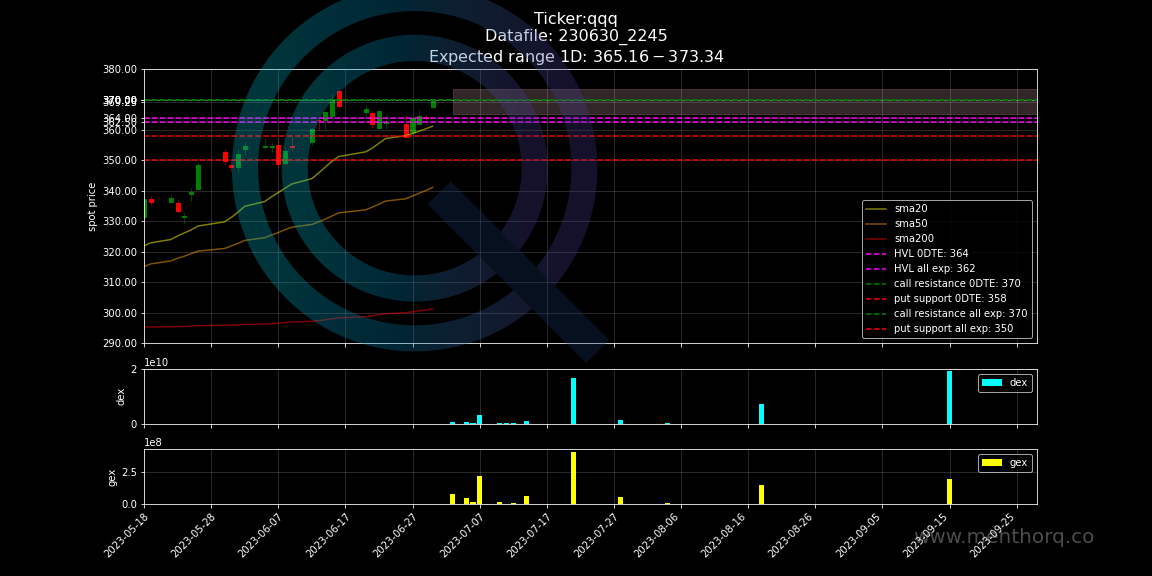 Ticker:qqq
Datafile: 230630_2245
Expected range 1D: 365.16 − 373.34
380.00
370.00
364.00
360.00
350.00
340.00
330.00
320.00
310.00
300.00
290.00
spot price
sma20
sma50
sma200
HVL 0DTE: 364
HVL all exp: 362
call resistance 0DTE: 370
put support 0DTE: 358
call resistance all exp: 370
put support all exp: 350
1e10
2
0
dex
dex
1e8
2.5
0.0
gex
gex
2023-05-18
2023-05-28
2023-06-07
2023-06-17
2023-06-27
2023-07-07
2023-07-17
2023-07-27
2023-08-06
2023-08-16
2023-08-26
2023-09-05
2023-09-15
2023-09-25
www.menthorq.co